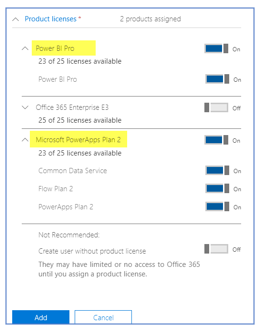 Product licenses * 2 products assigned
Power BI Pro On
23 of 25 licenses available
Power BI Pro On
Office 365 Enterprise E3 Off
25 of 25 licenses available
Microsoft PowerApps Plan 2 On
23 of 25 licenses available
Common Data Service On
Flow Plan 2 On
PowerApps Plan 2 On
Not Recommended:
Create user without product license Off
They may have limited or no access to Office 365
until you assign a product license.
Add Cancel